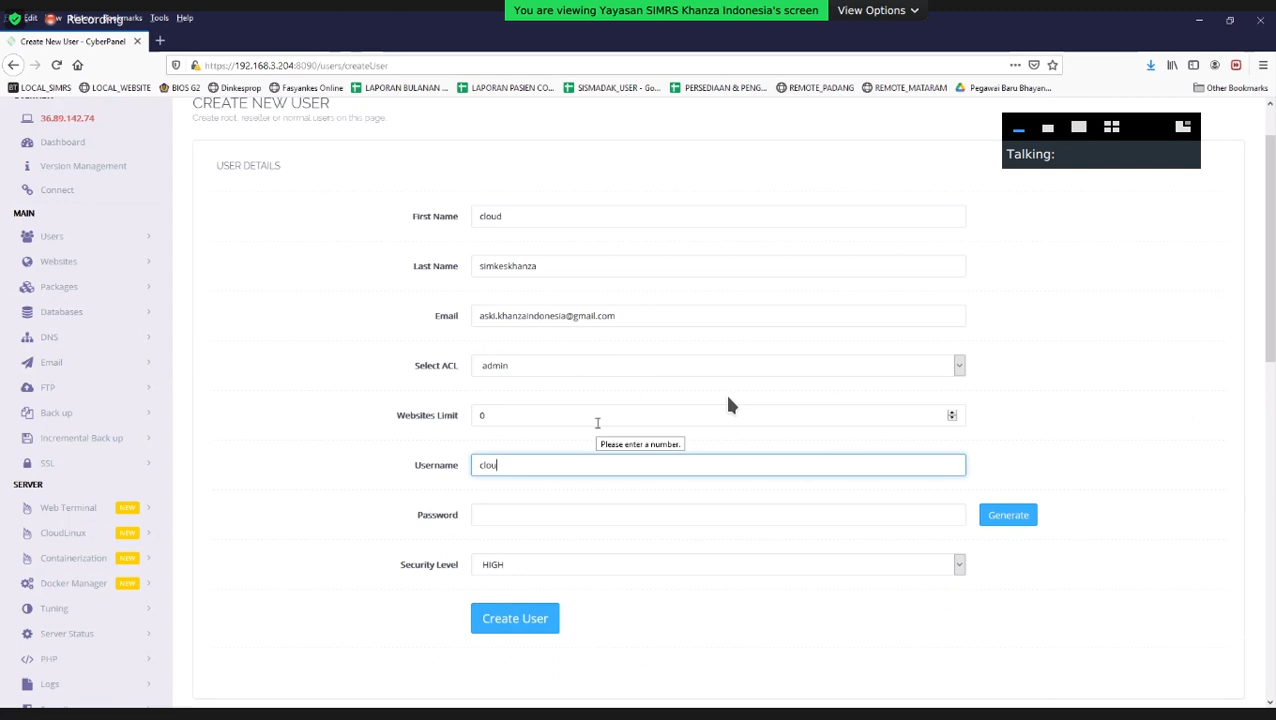 You are viewing Yayasan SIMRS Khanza Indonesia's screen
View Options
Edit
Bookmarks
Tools
Help
Recording
Create New User - CyberPanel
https://192.168.3.204:8090/users/createUser
LOCAL_SIMRS
LOCAL_WEBSITE
BIOS G2
Dinkesprop
Fasyankes Online
LAPORAN BULANAN ...
LAPORAN PASIEN CO...
SISMADAK_USER - Go...
PERSEDIAAN & PENG...
REMOTE_PADANG
REMOTE_MATARAM
Pegawai Baru Bhayan...
Other Bookmarks
36.89.142.74
Dashboard
Version Management
Connect
MAIN
Users
Websites
Packages
Databases
DNS
Email
FTP
Back up
Incremental Back up
SSL
SERVER
Web Terminal NEW
CloudLinux NEW
Containerization NEW
Docker Manager NEW
Tuning
Server Status
PHP
Logs
CREATE NEW USER
Create root, reseller or normal users on this page.
Talking:
USER DETAILS
First Name cloud
Last Name simkeskhanza
Email aski.khanzaindonesia@gmail.com
Select ACL admin
Websites Limit 0
Please enter a number.
Username clou
Password Generate
Security Level HIGH
Create User